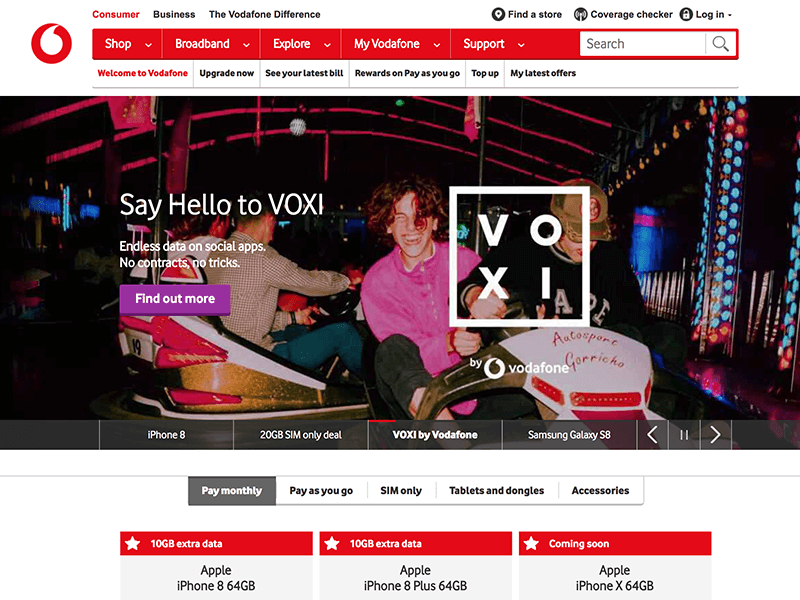 Consumer Business The Vodafone Difference Find a store Coverage checker Log in
Shop Broadband Explore My Vodafone Support Search
Welcome to Vodafone Upgrade now See your latest bill Rewards on Pay as you go Top up My latest offers
Say Hello to VOXI
Endless data on social apps.
No contracts, no tricks.
Find out more
VO
XI
by vodafone
19
Autosport
Garricho
iPhone 8 20GB SIM only deal VOXI by Vodafone Samsung Galaxy S8
Pay monthly Pay as you go SIM only Tablets and dongles Accessories
10GB extra data 10GB extra data Coming soon
Apple Apple Apple
iPhone 8 64GB iPhone 8 Plus 64GB iPhone X 64GB